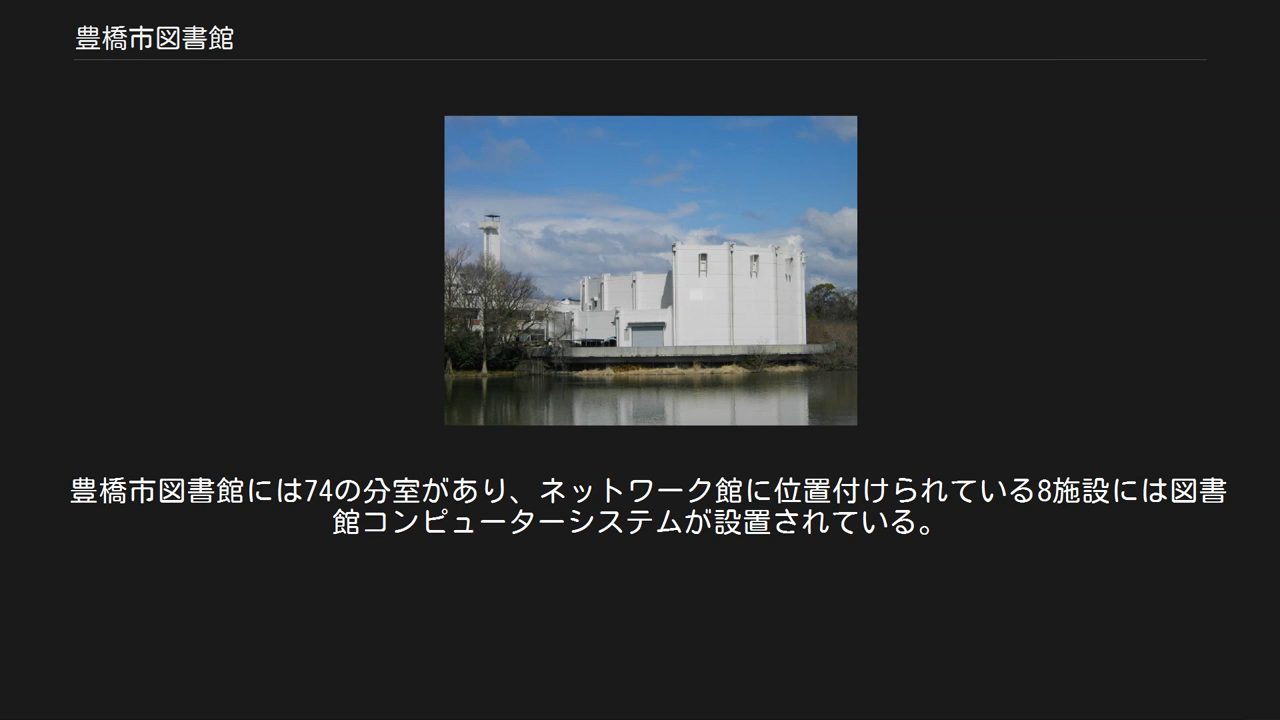 豊橋市図書館
豊橋市図書館には74の分室があり、ネットワーク館に位置付けられている8施設には図書
館コンピューターシステムが設置されている。